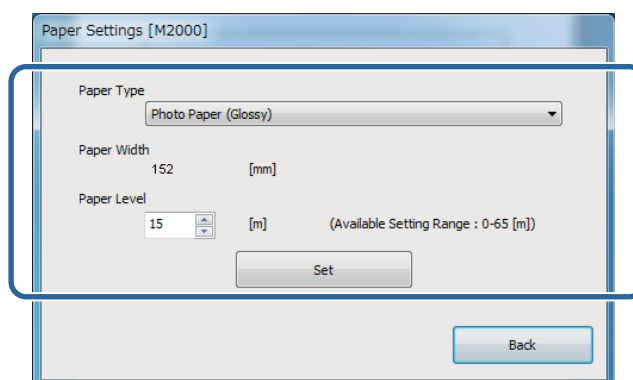 Paper Settings [M2000]
Paper Type
Photo Paper (Glossy)
Paper Width
152 [mm]
Paper Level
15 [m] (Available Setting Range : 0-65 [m])
Set
Back